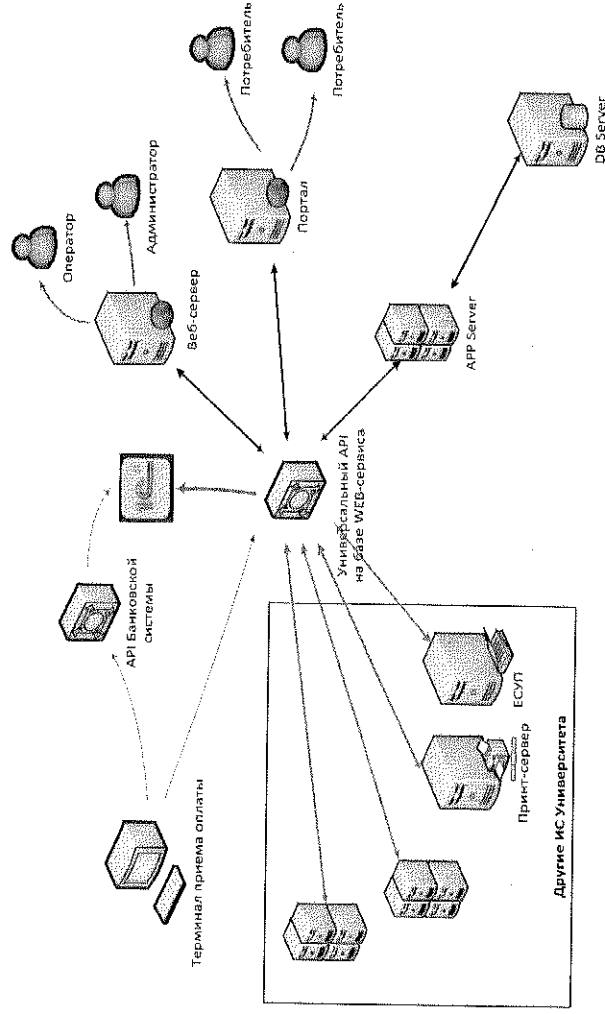 Оператор
API Банковской
системы
Администратор
Терминал приема оплаты
Веб-сервер
Потребитель
Портал
Потребитель
Универсальный API
на базе WEB-сервиса
APP Server
ЕСУП
Принт-сервер
Другие ИС Университета
DB Server